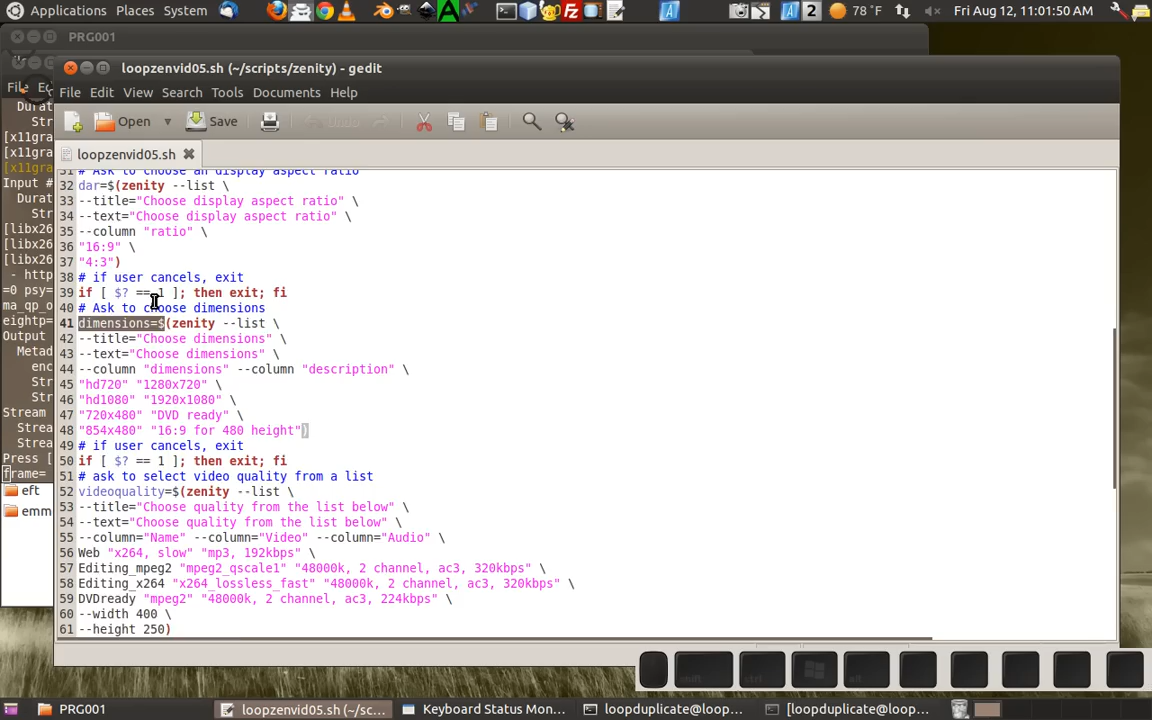 Applications Places System
2
78 °F
Fri Aug 12, 11:01:50 AM
PRG001
loopzenvid05.sh (~/scripts/zenity) - gedit
File Edit View Search Tools Documents Help
Open Save Undo
loopzenvid05.sh
31 # Ask to choose an display aspect ratio
32 dar=$(zenity --list \
33 --title="Choose display aspect ratio" \
34 --text="Choose display aspect ratio" \
35 --column "ratio" \
36 "16:9" \
37 "4:3")
38 # if user cancels, exit
39 if [ $? == 1 ]; then exit; fi
40 # Ask to choose dimensions
41 dimensions=$(zenity --list \
42 --title="Choose dimensions" \
43 --text="Choose dimensions" \
44 --column "dimensions" --column "description" \
45 "hd720" "1280x720" \
46 "hd1080" "1920x1080" \
47 "720x480" "DVD ready" \
48 "854x480" "16:9 for 480 height")
49 # if user cancels, exit
50 if [ $? == 1 ]; then exit; fi
51 # ask to select video quality from a list
52 videoquality=$(zenity --list \
53 --title="Choose quality from the list below" \
54 --text="Choose quality from the list below" \
55 --column="Name" --column="Video" --column="Audio" \
56 Web "x264, slow" "mp3, 192kbps" \
57 Editing_mpeg2 "mpeg2_qscale1" "48000k, 2 channel, ac3, 320kbps" \
58 Editing_x264 "x264_lossless_fast" "48000k, 2 channel, ac3, 320kbps" \
59 DVDready "mpeg2" "48000k, 2 channel, ac3, 224kbps" \
60 --width 400 \
61 --height 250)
Durat
Str
[x11gra
[x11gra
[x11gra
Input #
Durat
Str
[libx26
[libx26
[libx26
- http
=0 psy=
ma_qp_o
eightp=
Output
Metad
enc
Str
Stream
Strea
Strea
Press [
frame=
eft
emm
PRG001
loopzenvid05.sh (~/sc...
Keyboard Status Mon...
loopduplicate@loop...
[loopduplicate@loop...